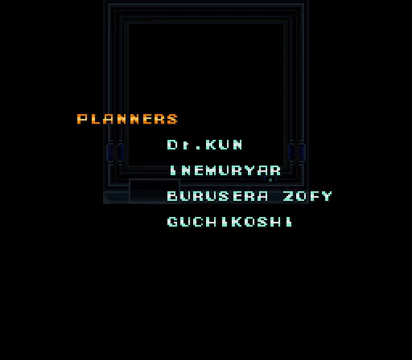 PLANNERS
Dr.KUN
INEMURYAR
BURUSERA ZOFY
GUCHIKOSHI